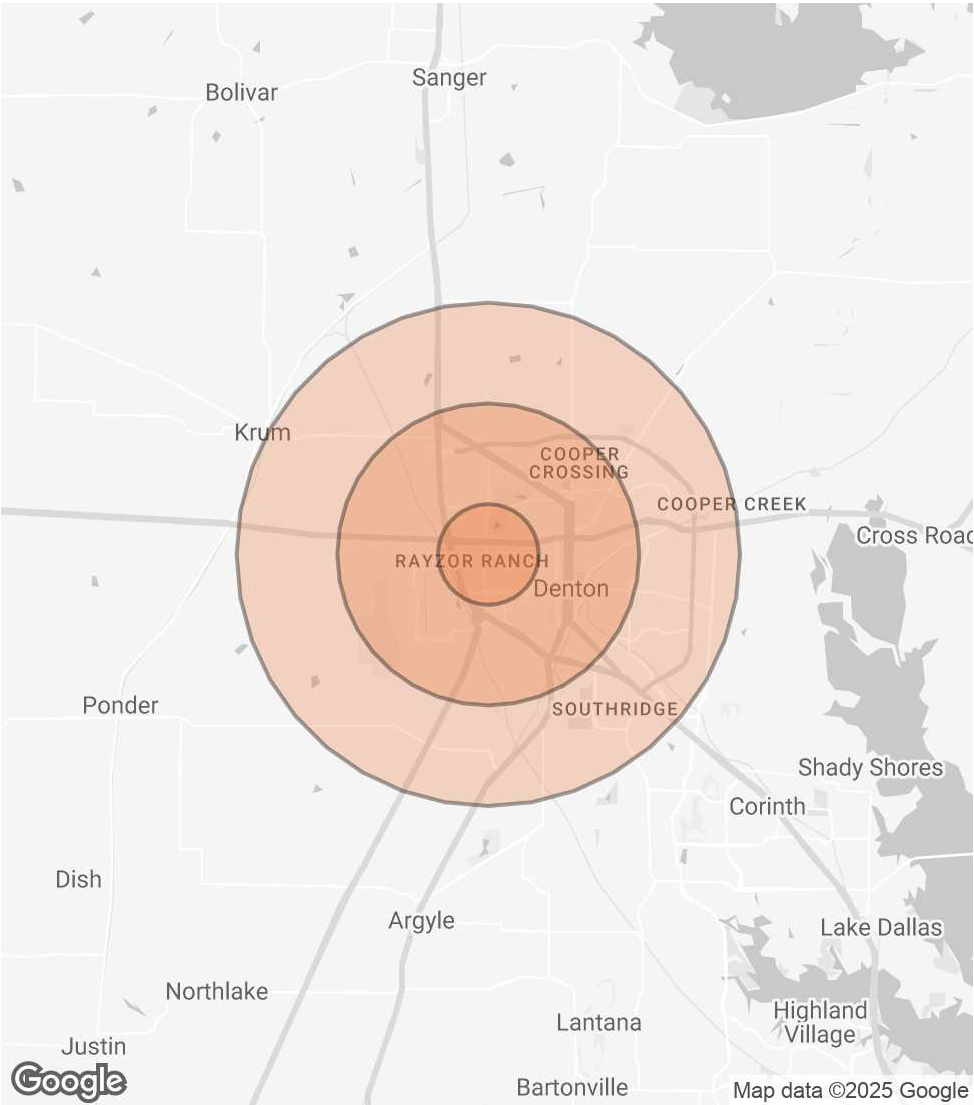 Sanger
Bolivar
Krum
COOPER
CROSSING
COOPER CREEK
Cross Road
RAYZOR RANCH
Denton
Ponder
SOUTHRIDGE
Shady Shores
Corinth
Dish
Argyle
Lake Dallas
Northlake
Highland
Village
Lantana
Justin
Bartonville
Google
Map data ©2025 Google